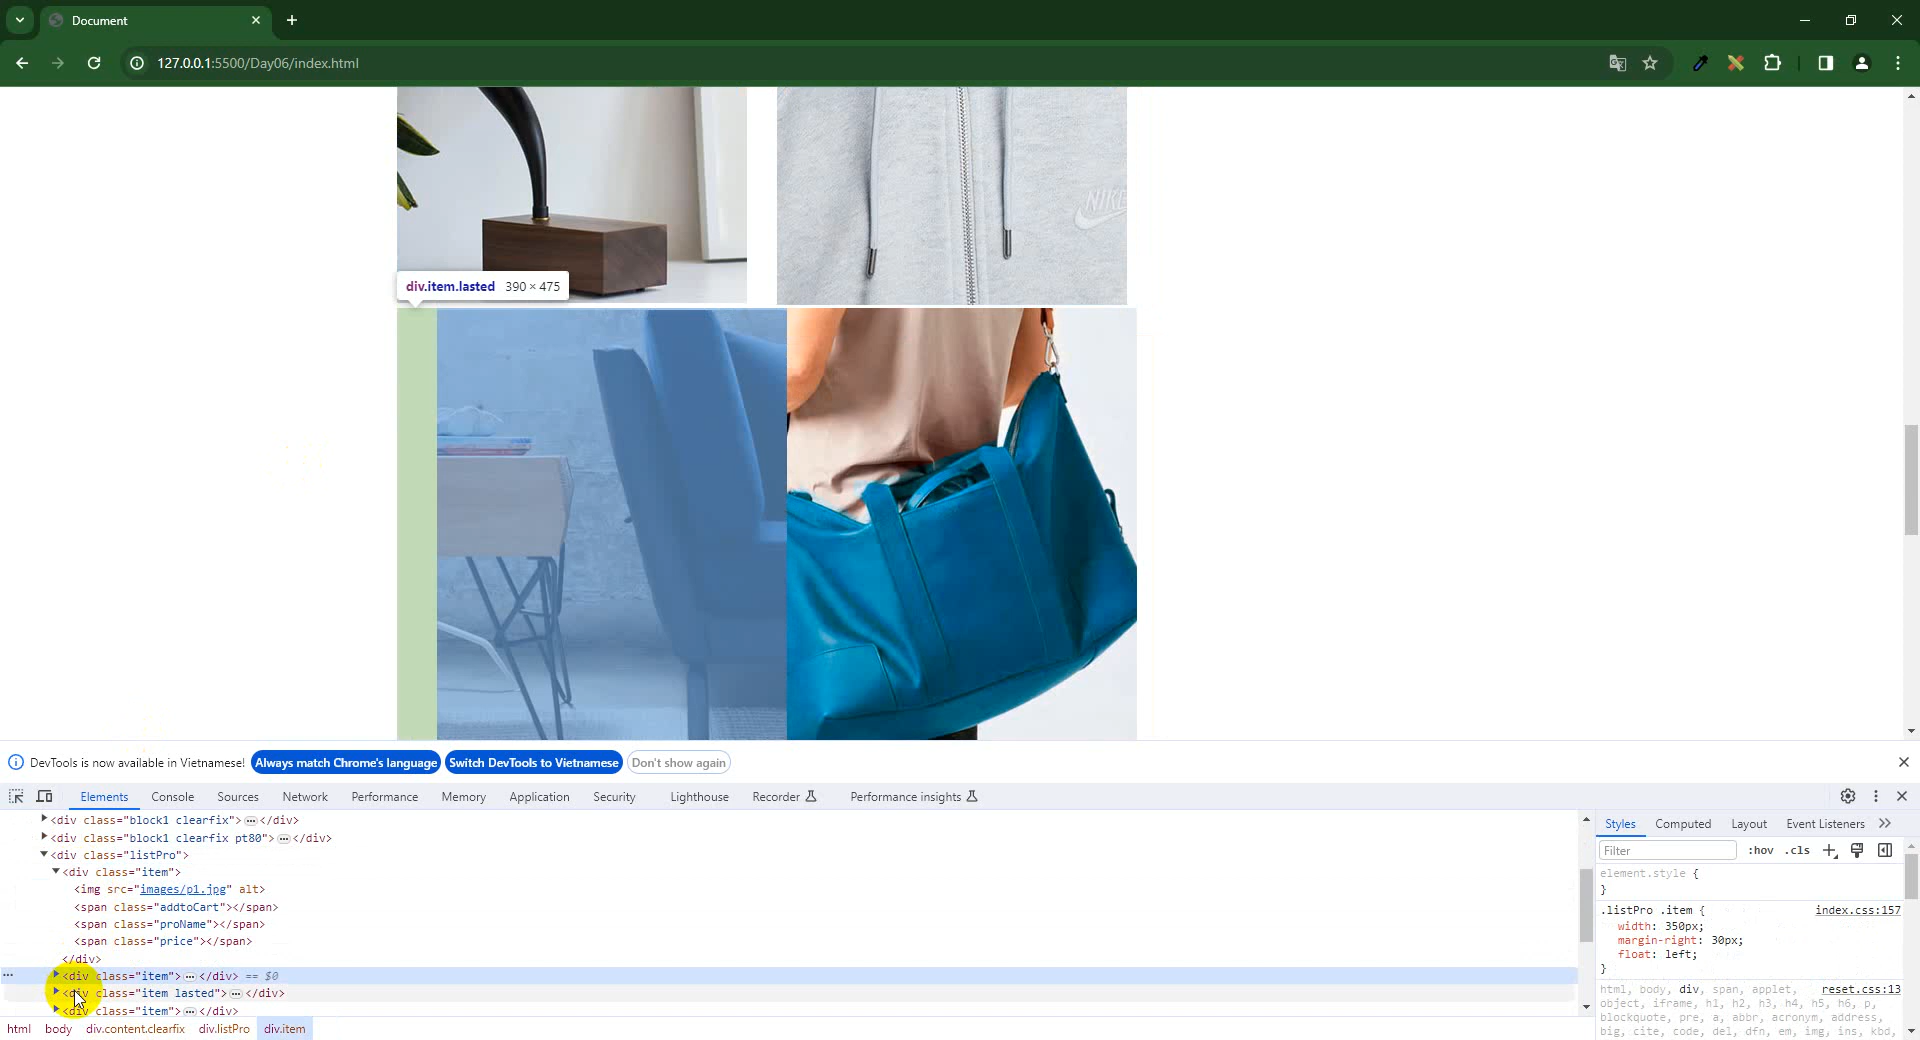 Document
127.0.0.1:5500/Day06/index.html
NIKE
div.item.lasted 390 × 475
DevTools is now available in Vietnamese! Always match Chrome's language Switch DevTools to Vietnamese Don't show again
Elements Console Sources Network Performance Memory Application Security Lighthouse Recorder Performance insights
<div class="block1 clearfix"> … </div>
<div class="block1 clearfix pt80"> … </div>
<div class="listPro">
<div class="item">
<img src="images/p1.jpg" alt>
<span class="addtoCart"></span>
<span class="proName"></span>
<span class="price"></span>
</div>
… <div class="item"> … </div> == $0
<div class="item lasted"> … </div>
<div class="item"> … </div>
html body div.content.clearfix div.listPro div.item
Styles Computed Layout Event Listeners
Filter :hov .cls
element.style {
}
.listPro .item { index.css:157
width: 350px;
margin-right: 30px;
float: left;
}
html, body, div, span, applet, reset.css:13
object, iframe, h1, h2, h3, h4, h5, h6, p,
blockquote, pre, a, abbr, acronym, address,
big, cite, code, del, dfn, em, img, ins, kbd,